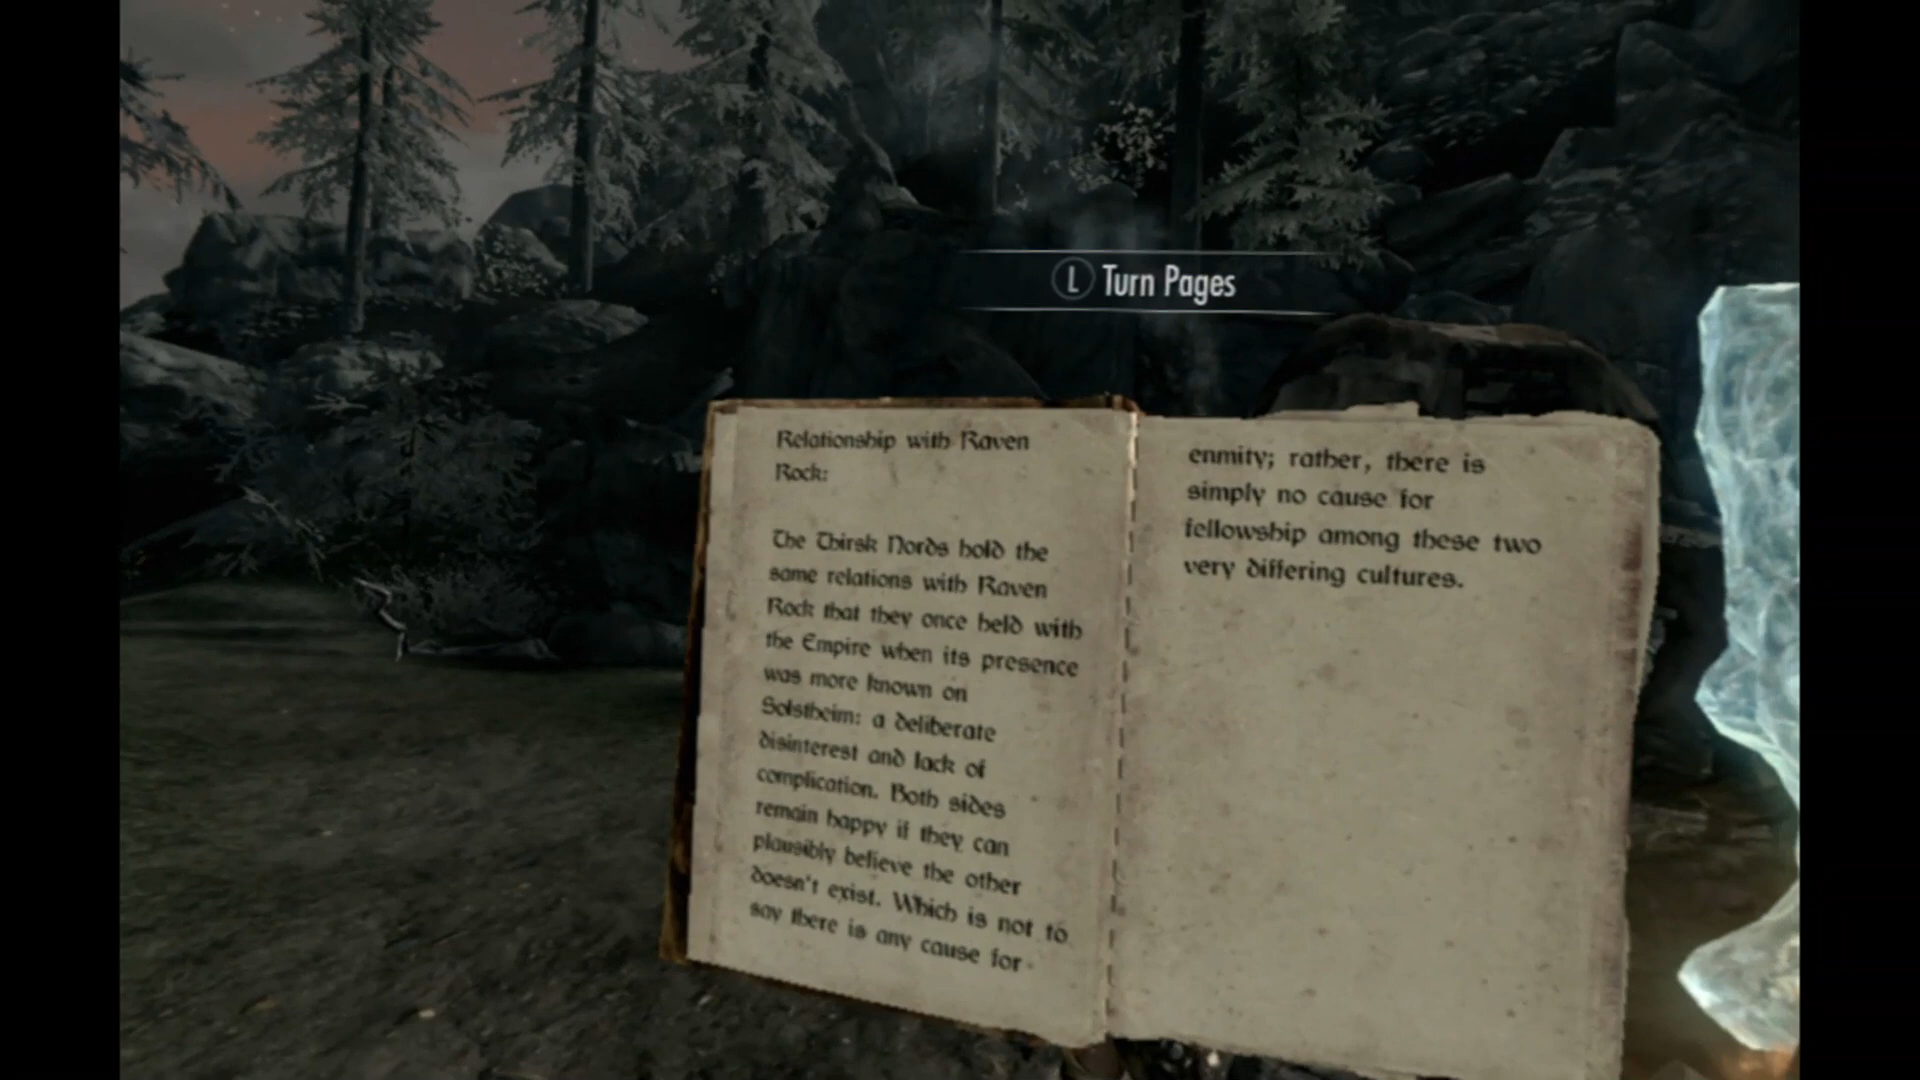 L Turn Pages
Relationship with Raven
Rock:
The Thirsk Nords hold the
same relations with Raven
Rock that they once held with
the Empire when its presence
was more known on
Solstheim: a deliberate
disinterest and lack of
complication. Both sides
remain happy if they can
plausibly believe the other
doesn't exist. Which is not to
say there is any cause for
enmity; rather, there is
simply no cause for
fellowship among these two
very differing cultures.